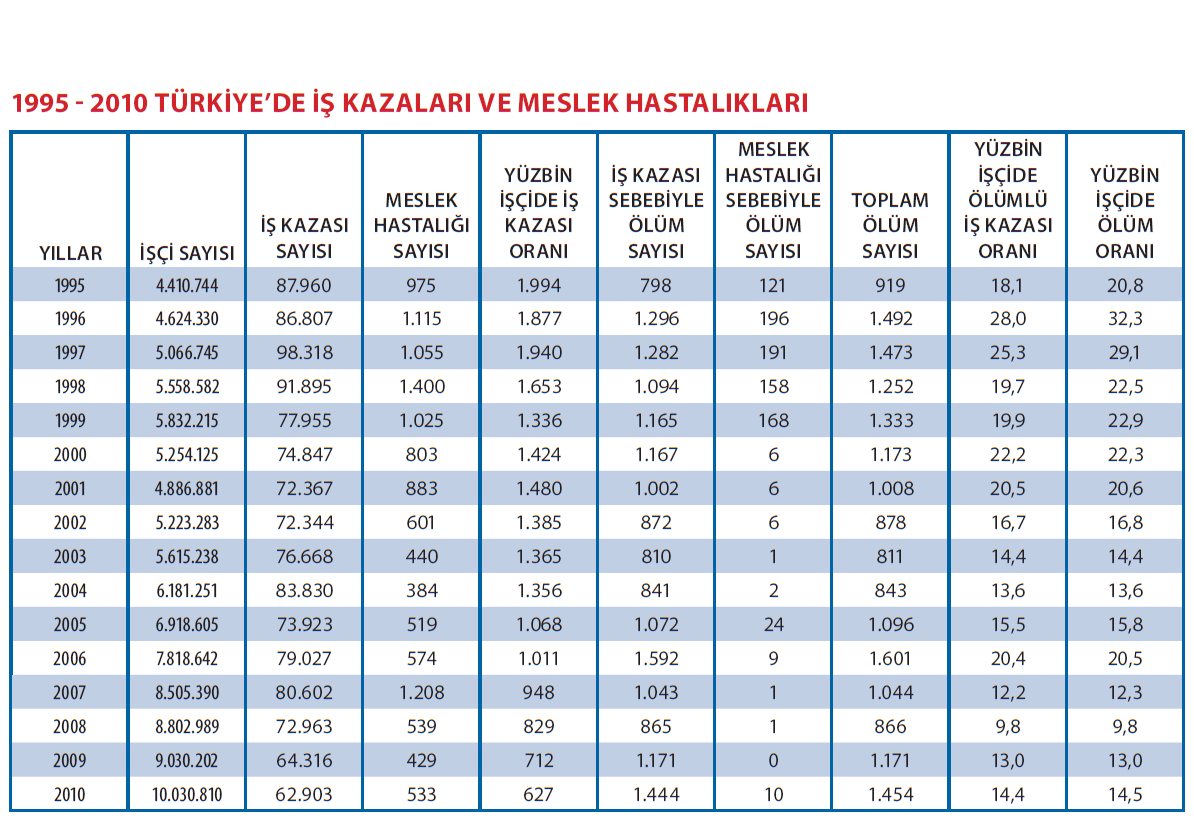 1995 - 2010 TÜRKİYE'DE İŞ KAZALARI VE MESLEK HASTALIKLARI
YILLAR İŞÇİ SAYISI İŞ KAZASI SAYISI MESLEK HASTALIĞI SAYISI YÜZBİN İŞÇİDE İŞ KAZASI ORANI İŞ KAZASI SEBEBİYLE ÖLÜM SAYISI MESLEK HASTALIĞI SEBEBİYLE ÖLÜM SAYISI TOPLAM ÖLÜM SAYISI YÜZBİN İŞÇİDE ÖLÜMLÜ İŞ KAZASI ORANI YÜZBİN İŞÇİDE ÖLÜM ORANI
1995 4.410.744 87.960 975 1.994 798 121 919 18,1 20,8
1996 4.624.330 86.807 1.115 1.877 1.296 196 1.492 28,0 32,3
1997 5.066.745 98.318 1.055 1.940 1.282 191 1.473 25,3 29,1
1998 5.558.582 91.895 1.400 1.653 1.094 158 1.252 19,7 22,5
1999 5.832.215 77.955 1.025 1.336 1.165 168 1.333 19,9 22,9
2000 5.254.125 74.847 803 1.424 1.167 6 1.173 22,2 22,3
2001 4.886.881 72.367 883 1.480 1.002 6 1.008 20,5 20,6
2002 5.223.283 72.344 601 1.385 872 6 878 16,7 16,8
2003 5.615.238 76.668 440 1.365 810 1 811 14,4 14,4
2004 6.181.251 83.830 384 1.356 841 2 843 13,6 13,6
2005 6.918.605 73.923 519 1.068 1.072 24 1.096 15,5 15,8
2006 7.818.642 79.027 574 1.011 1.592 9 1.601 20,4 20,5
2007 8.505.390 80.602 1.208 948 1.043 1 1.044 12,2 12,3
2008 8.802.989 72.963 539 829 865 1 866 9,8 9,8
2009 9.030.202 64.316 429 712 1.171 0 1.171 13,0 13,0
2010 10.030.810 62.903 533 627 1.444 10 1.454 14,4 14,5